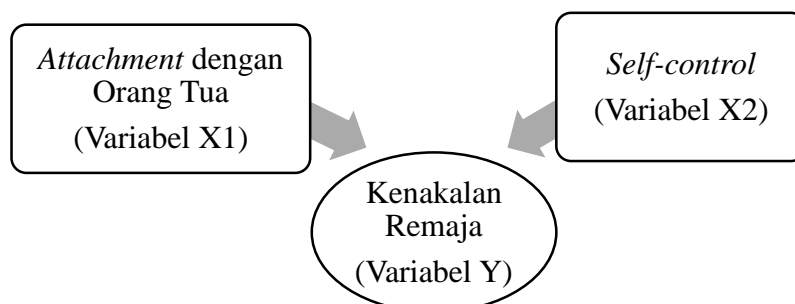 Attachment dengan
Orang Tua
(Variabel X1)
Self-control
(Variabel X2)
Kenakalan
Remaja
(Variabel Y)